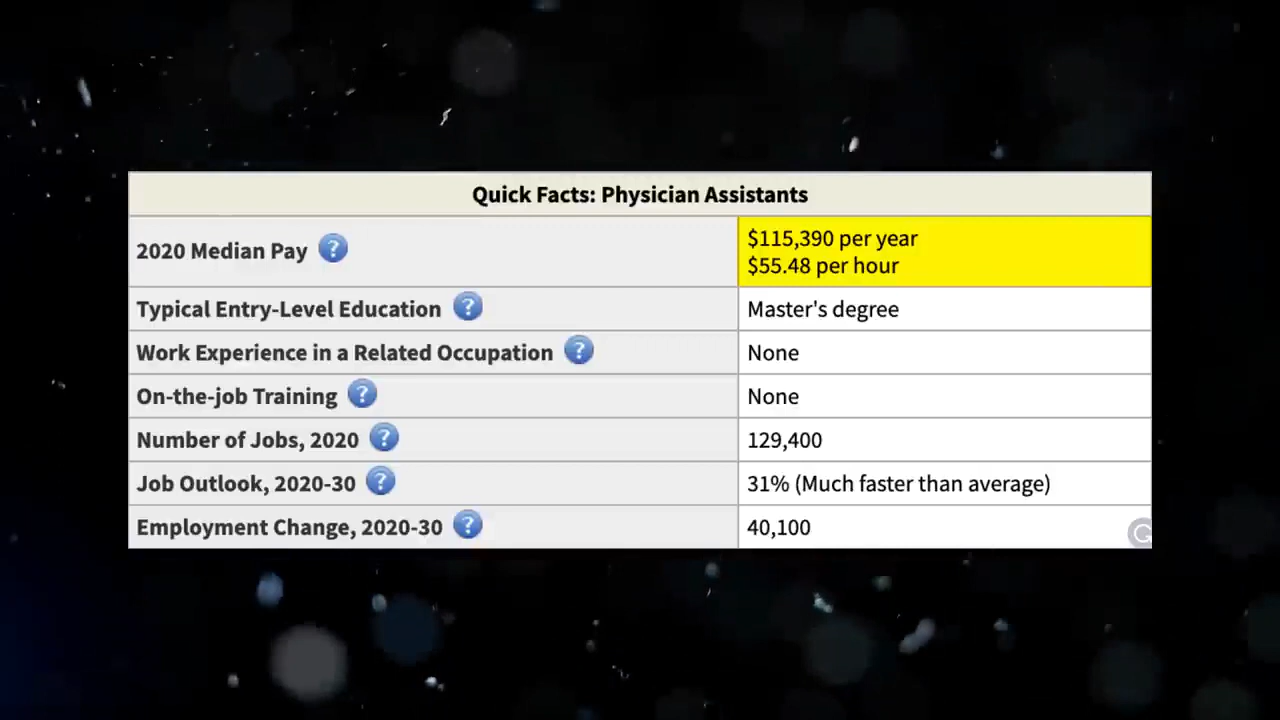 Quick Facts: Physician Assistants
2020 Median Pay ?
$115,390 per year
$55.48 per hour
Typical Entry-Level Education ?
Master's degree
Work Experience in a Related Occupation ?
None
On-the-job Training ?
None
Number of Jobs, 2020 ?
129,400
Job Outlook, 2020-30 ?
31% (Much faster than average)
Employment Change, 2020-30 ?
40,100